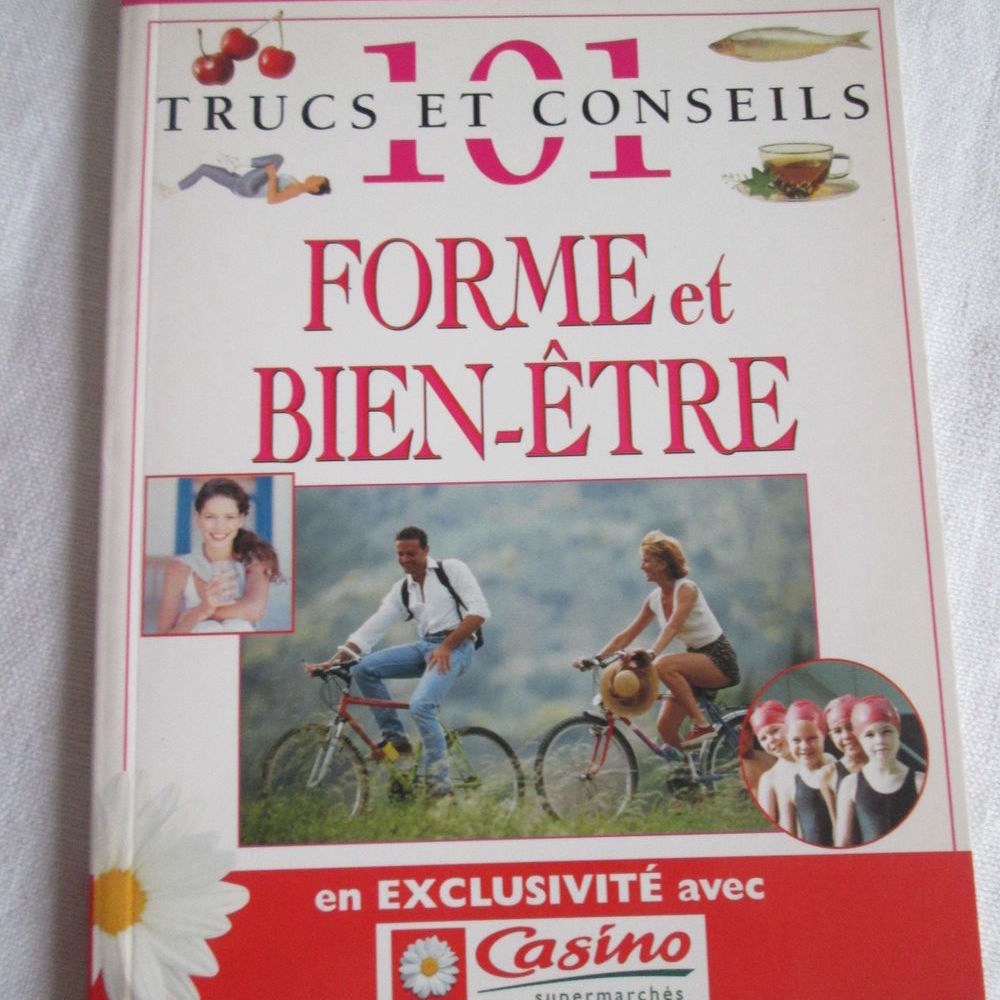 101
TRUCS ET CONSEILS
FORME et
BIEN-ÊTRE
en EXCLUSIVITÉ avec
Casino
supermarchés